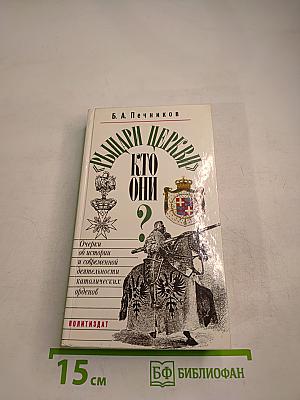 Б. А. Печников
«РЫЦАРИ ЦЕРКВИ»
КТО
ОНИ
?
Очерки
об истории
и современной
деятельности
католических
орденов
ПОЛИТИЗДАТ
15 см
БФ БИБЛИОФАН